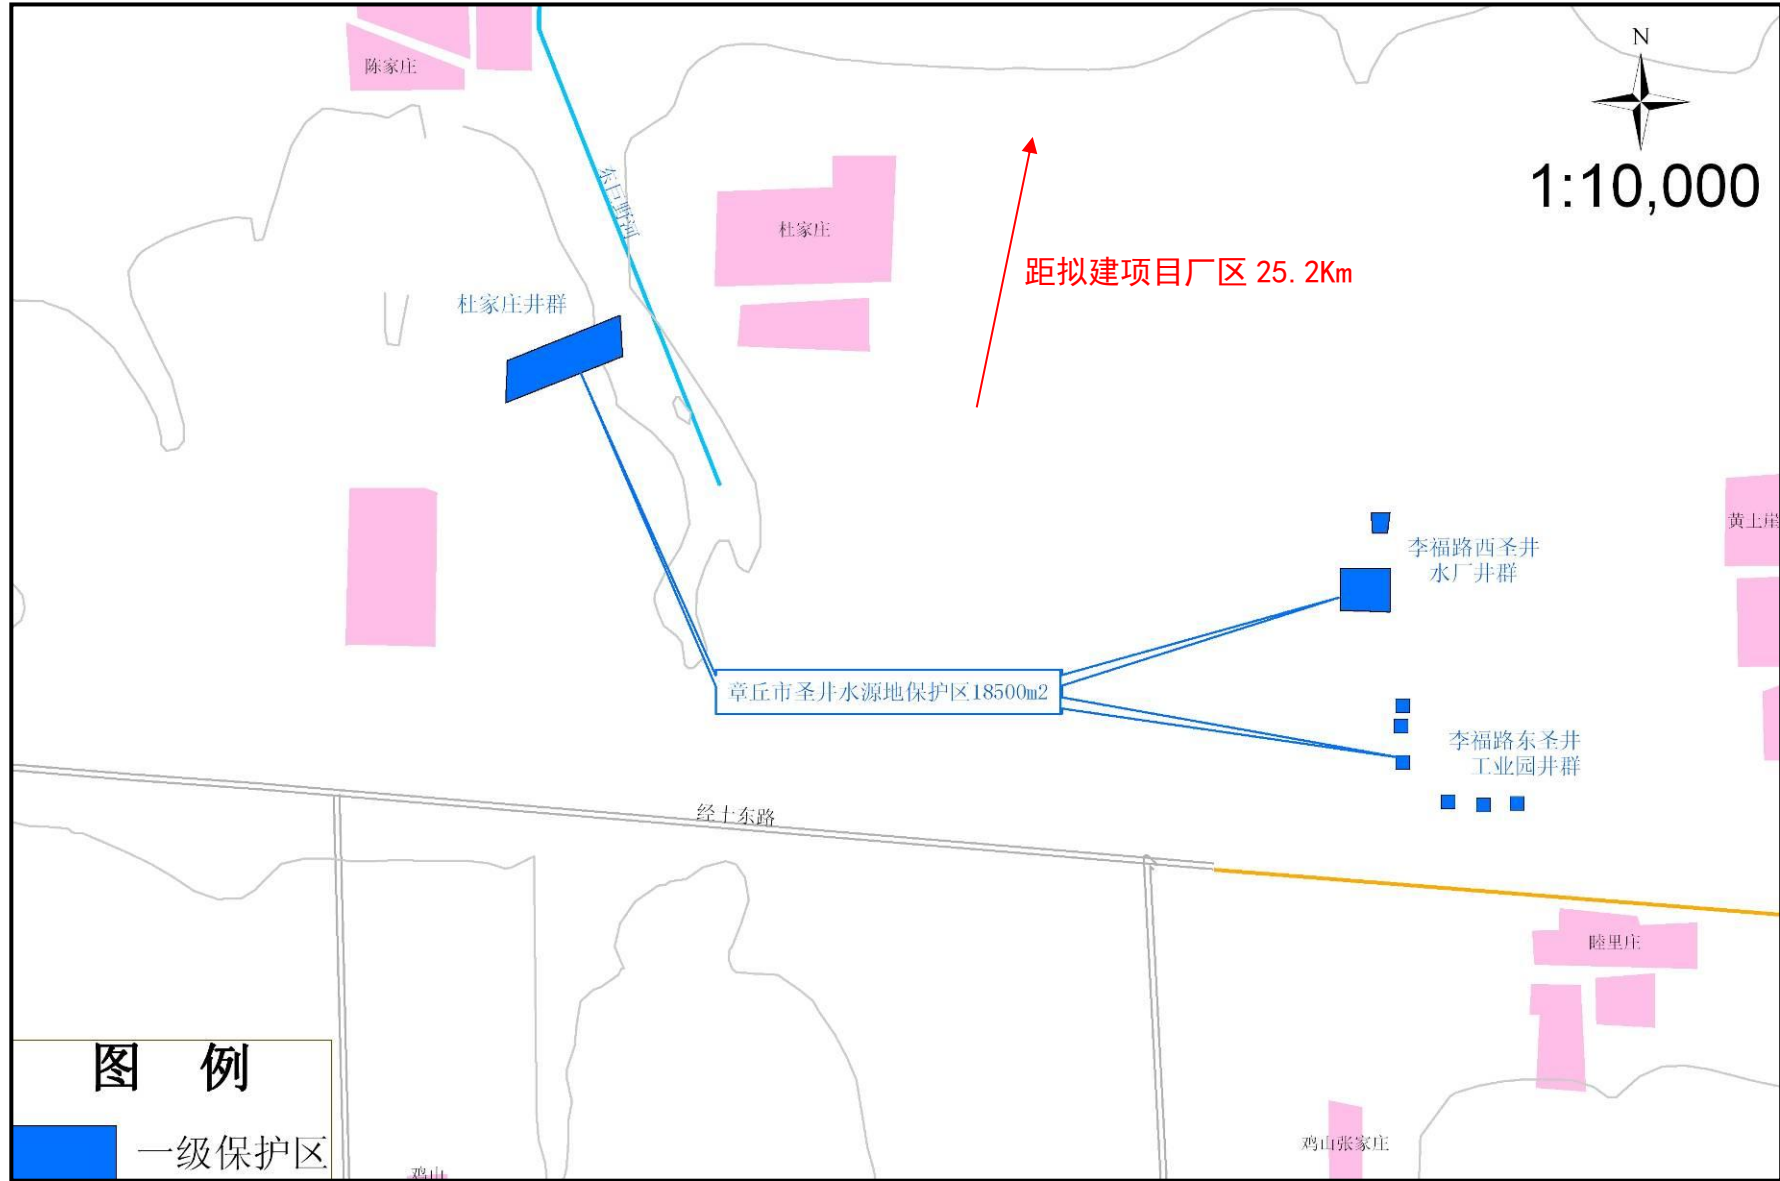 N
1:10,000
陈家庄
东巨野河
杜家庄
距拟建项目厂区 25.2Km
杜家庄井群
黄土崖
李福路西圣井
水厂井群
章丘市圣井水源地保护区18500m2
李福路东圣井
工业园井群
经十东路
睦里庄
图 例
一级保护区
鸡山
鸡山张家庄